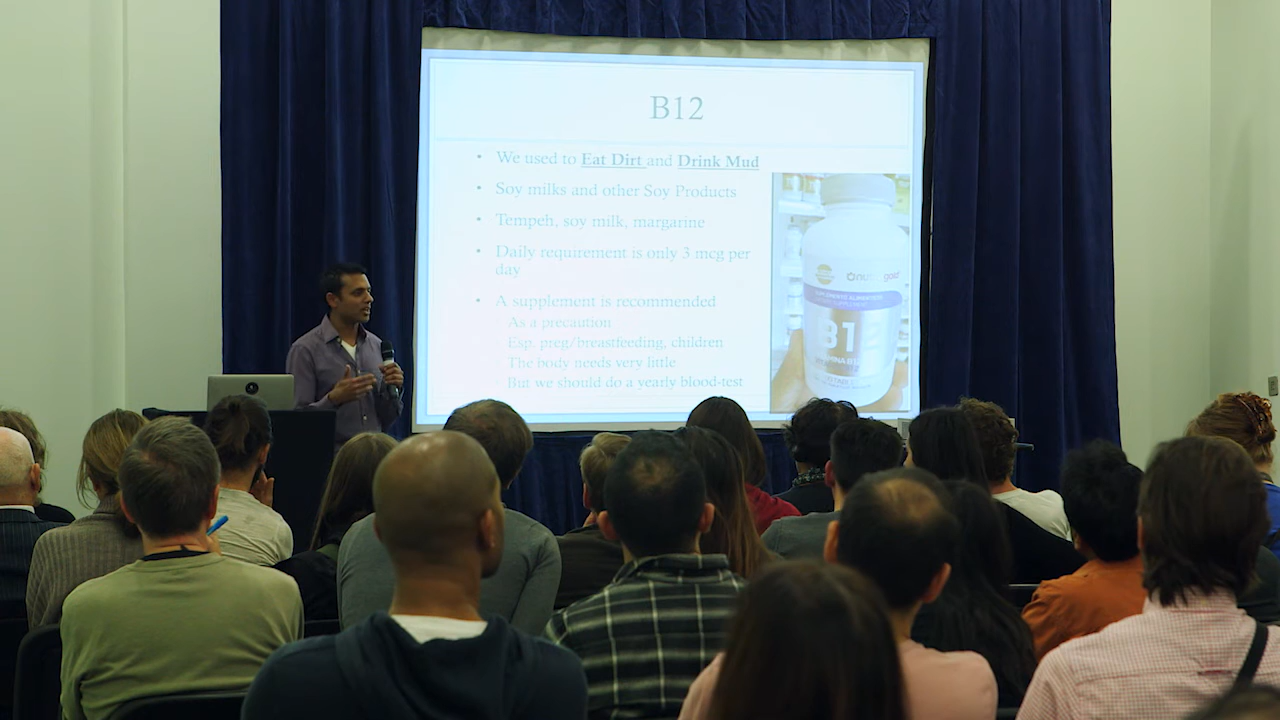 B12
• We used to Eat Dirt and Drink Mud
• Soy milks and other Soy Products
• Tempeh, soy milk, margarine
• Daily requirement is only 3 mcg per
day
• A supplement is recommended
As a precaution
Esp. preg/breastfeeding, children
The body needs very little
But we should do a yearly blood-test
gold
B1